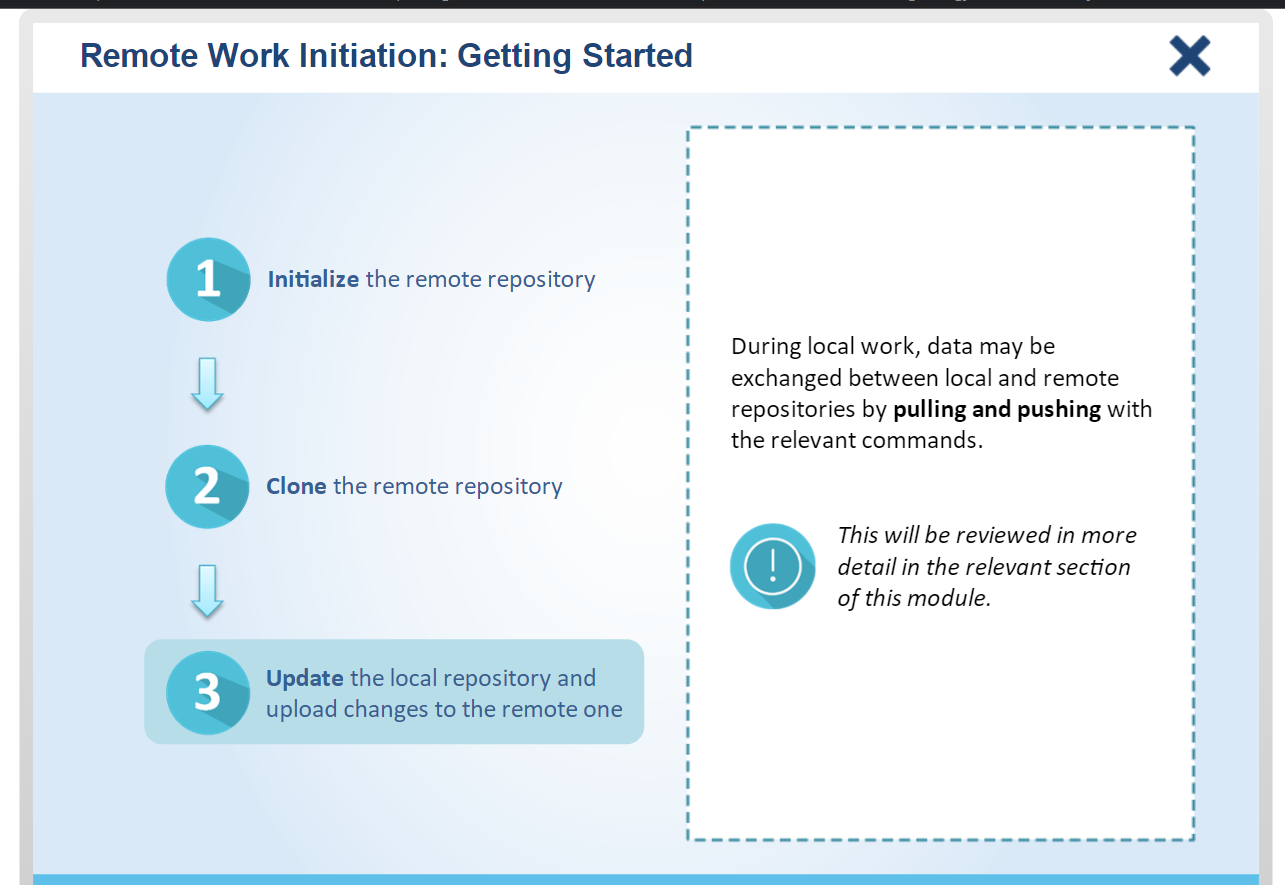 Remote Work Initiation: Getting Started
1
Initialize the remote repository
2
Clone the remote repository
3
Update the local repository and
upload changes to the remote one
During local work, data may be
exchanged between local and remote
repositories by pulling and pushing with
the relevant commands.
!
This will be reviewed in more
detail in the relevant section
of this module.